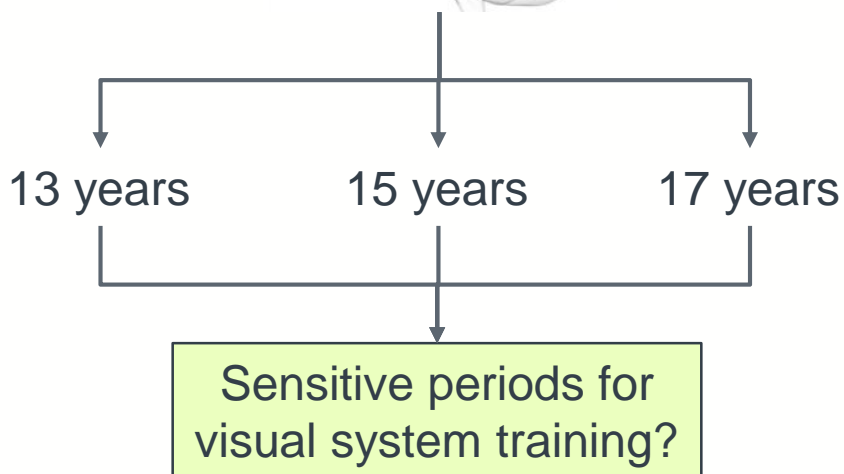 13 years 15 years 17 years
Sensitive periods for
visual system training?